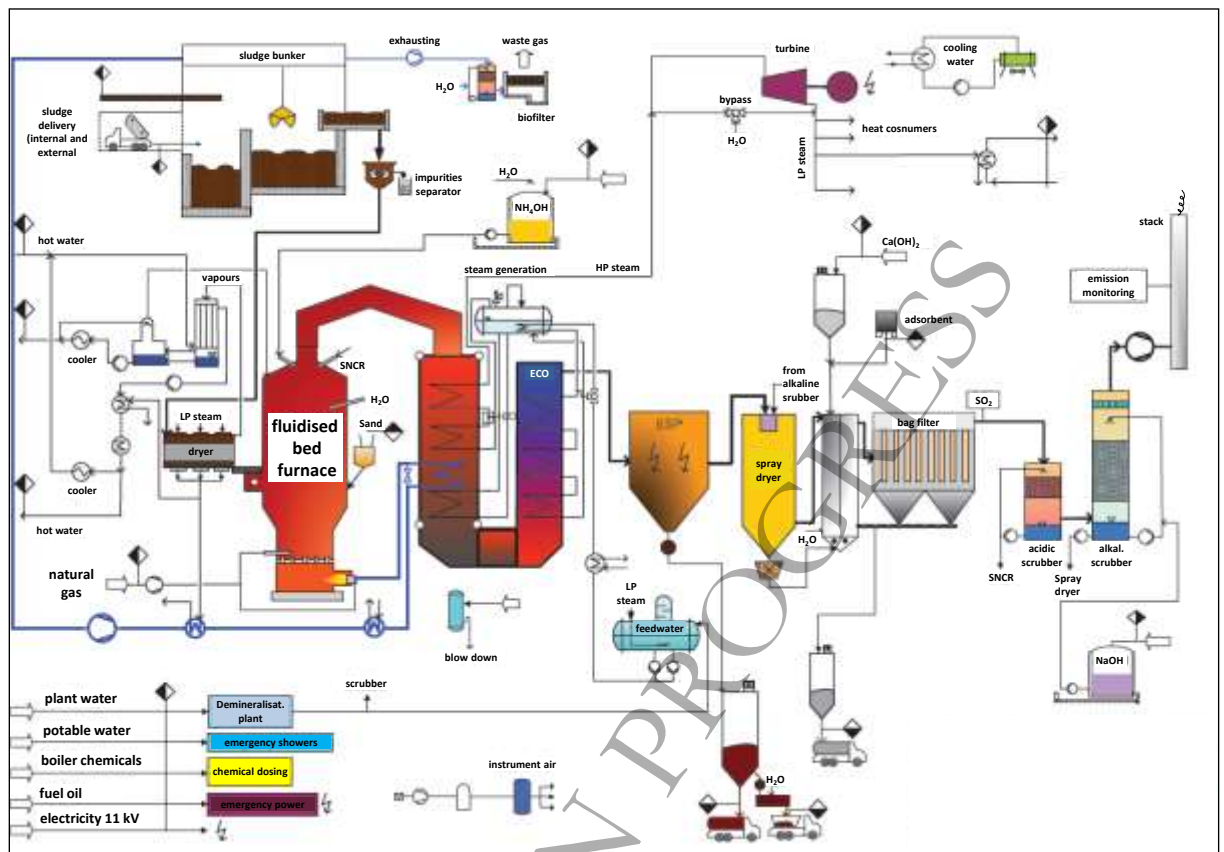 exhausting
waste gas
turbine
sludge bunker
cooling
water
H₂O
bypass
biofilter
sludge
delivery
(internal and
external
H₂O
heat cosnumers
LP steam
impurities
separator
H₂O
NH₄OH
stack
Ca(OH)₂
hot water
vapours
steam generation
HP steam
emission
monitoring
adsorbent
cooler
SNCR
ECO
from
alkaline
scrubber
SO₂
H₂O
LP steam
Sand
fluidised
bed
furnace
bag filter
dryer
spray
dryer
cooler
hot water
H₂O
acidic
scrubber
alkal.
scrubber
SNCR
Spray
dryer
natural
gas
LP
steam
feedwater
blow down
NaOH
scrubber
plant water
Demineralisat.
plant
potable water
emergency showers
boiler chemicals
chemical dosing
instrument air
H₂O
fuel oil
emergency power
electricity 11 kV
N PROGRESS